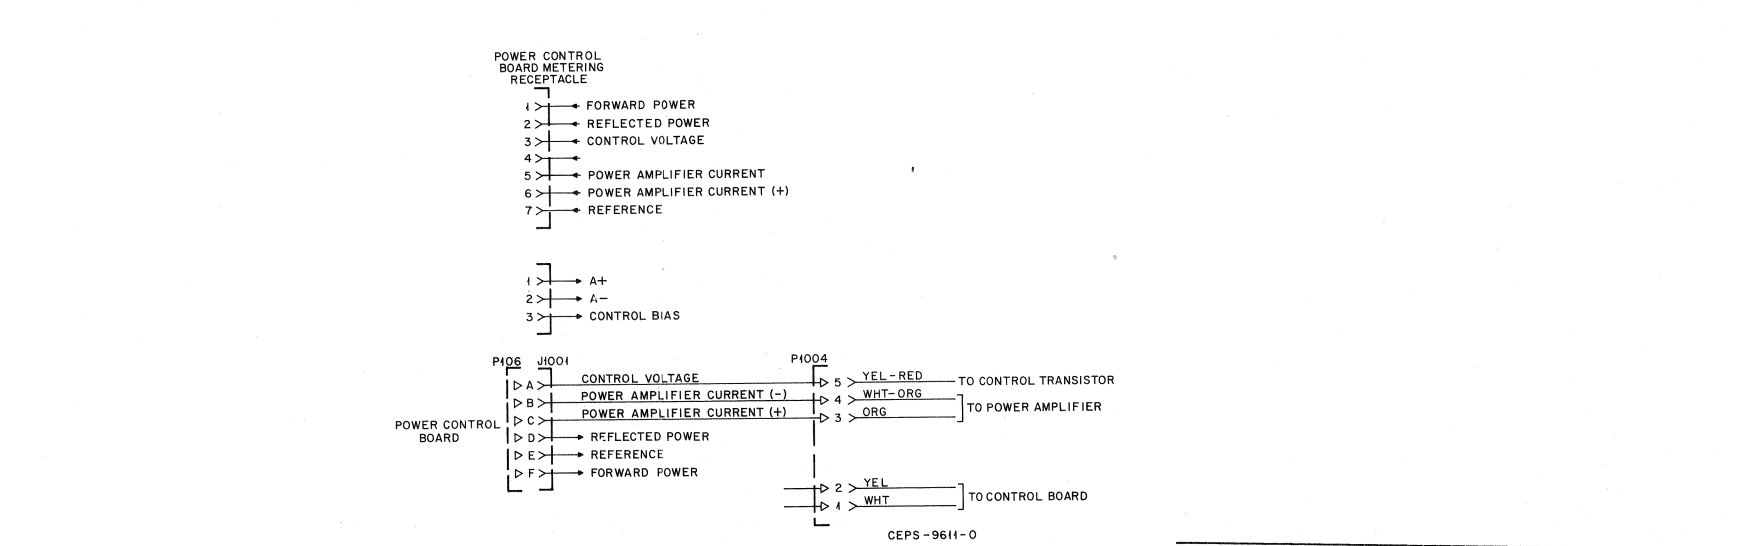 POWER CONTROL
BOARD METERING
RECEPTACLE
1 FORWARD POWER
2 REFLECTED POWER
3 CONTROL VOLTAGE
4
5 POWER AMPLIFIER CURRENT
6 POWER AMPLIFIER CURRENT (+)
7 REFERENCE
1 A+
2 A-
3 CONTROL BIAS
P106 J1001 P1004
A CONTROL VOLTAGE 5 YEL-RED TO CONTROL TRANSISTOR
B POWER AMPLIFIER CURRENT (-) 4 WHT-ORG
TO POWER AMPLIFIER
C POWER AMPLIFIER CURRENT (+) 3 ORG
POWER CONTROL
BOARD
D REFLECTED POWER
E REFERENCE
F FORWARD POWER
2 YEL
TO CONTROL BOARD
1 WHT
CEPS-9611-0